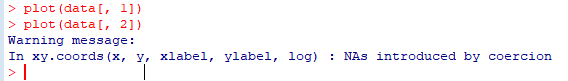 > plot(data[, 1])
> plot(data[, 2])
Warning message:
In xy.coords(x, y, xlabel, ylabel, log) : NAs introduced by coercion
>